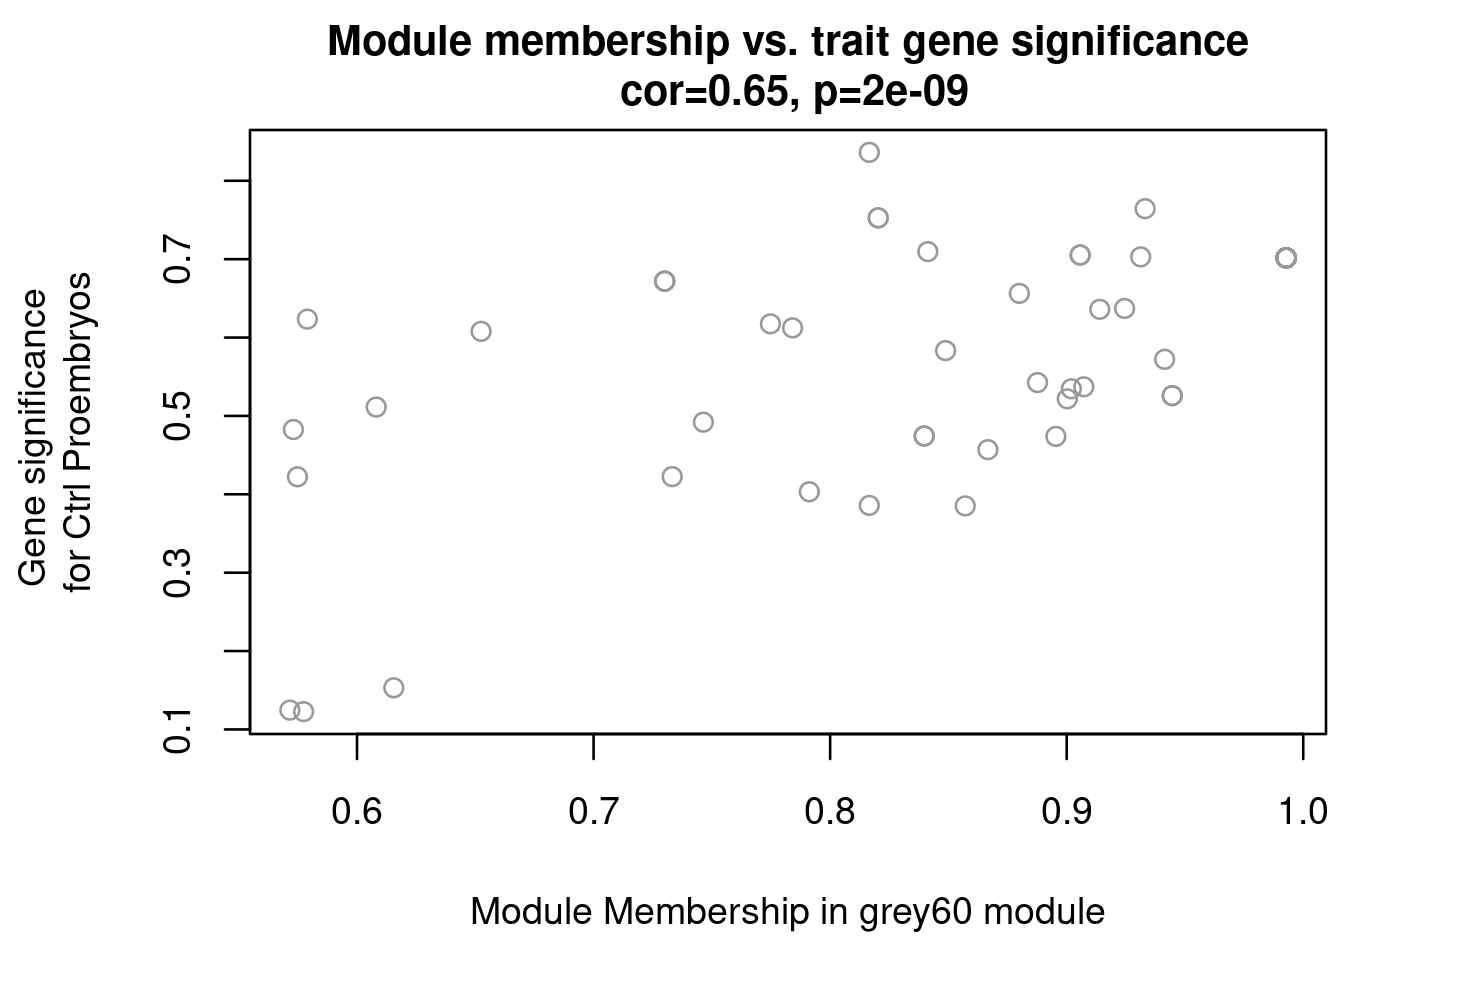 Module membership vs. trait gene significance
cor=0.65, p=2e-09
Gene significance
for Ctrl Proembryos
0.7
0.5
0.3
0.1
0.6 0.7 0.8 0.9 1.0
Module Membership in grey60 module